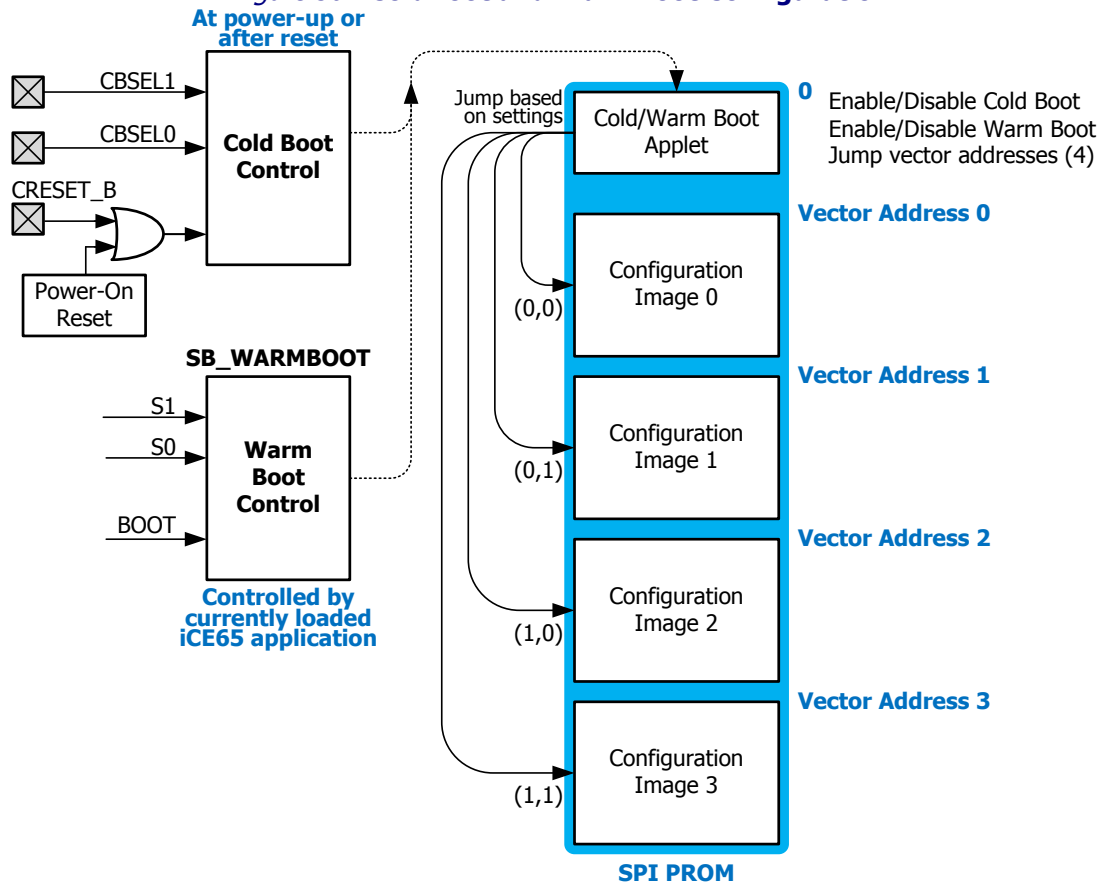 At power-up or
after reset
CBSEL1
CBSEL0
CRESET_B
Power-On
Reset
Cold Boot
Control
SB_WARMBOOT
S1
S0
BOOT
Warm
Boot
Control
Controlled by
currently loaded
iCE65 application
Jump based
on settings
Cold/Warm Boot
Applet
0
Enable/Disable Cold Boot
Enable/Disable Warm Boot
Jump vector addresses (4)
Vector Address 0
Configuration
Image 0
(0,0)
Vector Address 1
Configuration
Image 1
(0,1)
Vector Address 2
Configuration
Image 2
(1,0)
Vector Address 3
Configuration
Image 3
(1,1)
SPI PROM